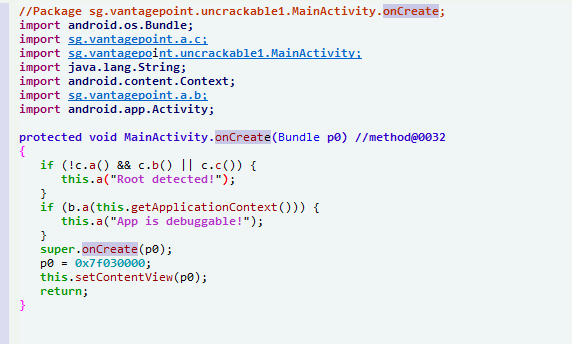 //Package sg.vantagepoint.uncrackable1.MainActivity.onCreate;
import android.os.Bundle;
import sg.vantagepoint.a.c;
import sg.vantagepoint.uncrackable1.MainActivity;
import java.lang.String;
import android.content.Context;
import sg.vantagepoint.a.b;
import android.app.Activity;
protected void MainActivity.onCreate(Bundle p0) //method@0032
{
if (!c.a() && c.b() || c.c()) {
this.a("Root detected!");
}
if (b.a(this.getApplicationContext())) {
this.a("App is debuggable!");
}
super.onCreate(p0);
p0 = 0x7f030000;
this.setContentView(p0);
return;
}